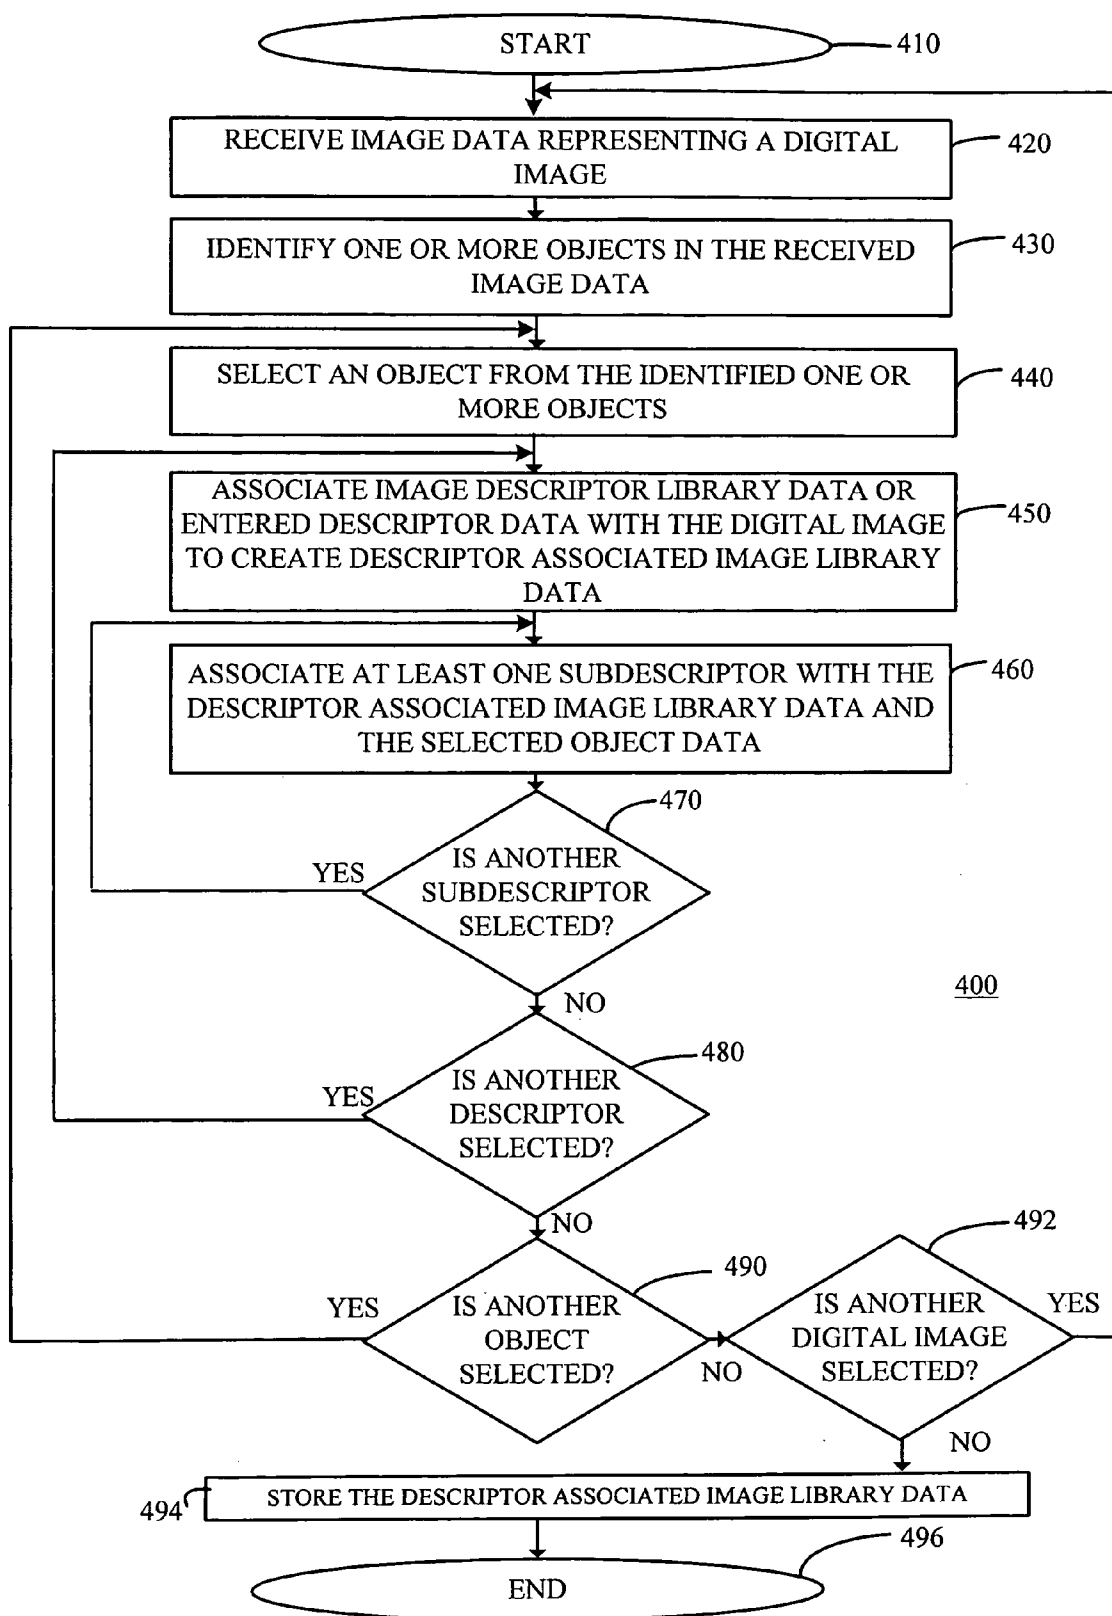 START
410
RECEIVE IMAGE DATA REPRESENTING A DIGITAL
IMAGE
420
IDENTIFY ONE OR MORE OBJECTS IN THE RECEIVED
IMAGE DATA
430
SELECT AN OBJECT FROM THE IDENTIFIED ONE OR
MORE OBJECTS
440
ASSOCIATE IMAGE DESCRIPTOR LIBRARY DATA OR
ENTERED DESCRIPTOR DATA WITH THE DIGITAL IMAGE
TO CREATE DESCRIPTOR ASSOCIATED IMAGE LIBRARY
DATA
450
ASSOCIATE AT LEAST ONE SUBDESCRIPTOR WITH THE
DESCRIPTOR ASSOCIATED IMAGE LIBRARY DATA AND
THE SELECTED OBJECT DATA
460
470
YES
IS ANOTHER
SUBDESCRIPTOR
SELECTED?
NO
400
480
YES
IS ANOTHER
DESCRIPTOR
SELECTED?
NO
490
YES
IS ANOTHER
OBJECT
SELECTED?
NO
492
IS ANOTHER
DIGITAL IMAGE
SELECTED?
YES
NO
494
STORE THE DESCRIPTOR ASSOCIATED IMAGE LIBRARY DATA
496
END